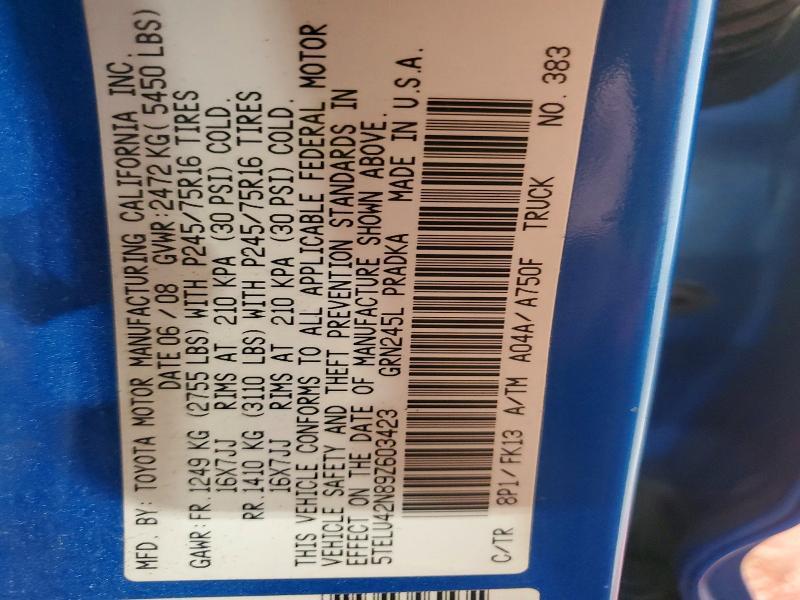 MFD. BY: TOYOTA MOTOR MANUFACTURING CALIFORNIA INC.
DATE 06 / 08 GVWR: 2472 KG( 5450 LBS)
GAWR: FR. 1249 KG (2755 LBS) WITH P245/75R16 TIRES
16X7JJ RIMS AT 210 KPA (30 PSI) COLD.
RR. 1410 KG (3110 LBS) WITH P245/75R16 TIRES
16X7JJ RIMS AT 210 KPA (30 PSI) COLD.
THIS VEHICLE CONFORMS TO ALL APPLICABLE FEDERAL MOTOR
VEHICLE SAFETY AND THEFT PREVENTION STANDARDS IN
EFFECT ON THE DATE OF MANUFACTURE SHOWN ABOVE.
5TELU42N89Z603423 GRN245L PRADKA MADE IN U.S.A.
C/TR 8P1/FK13 A/TM A04A/A750F TRUCK NO. 383